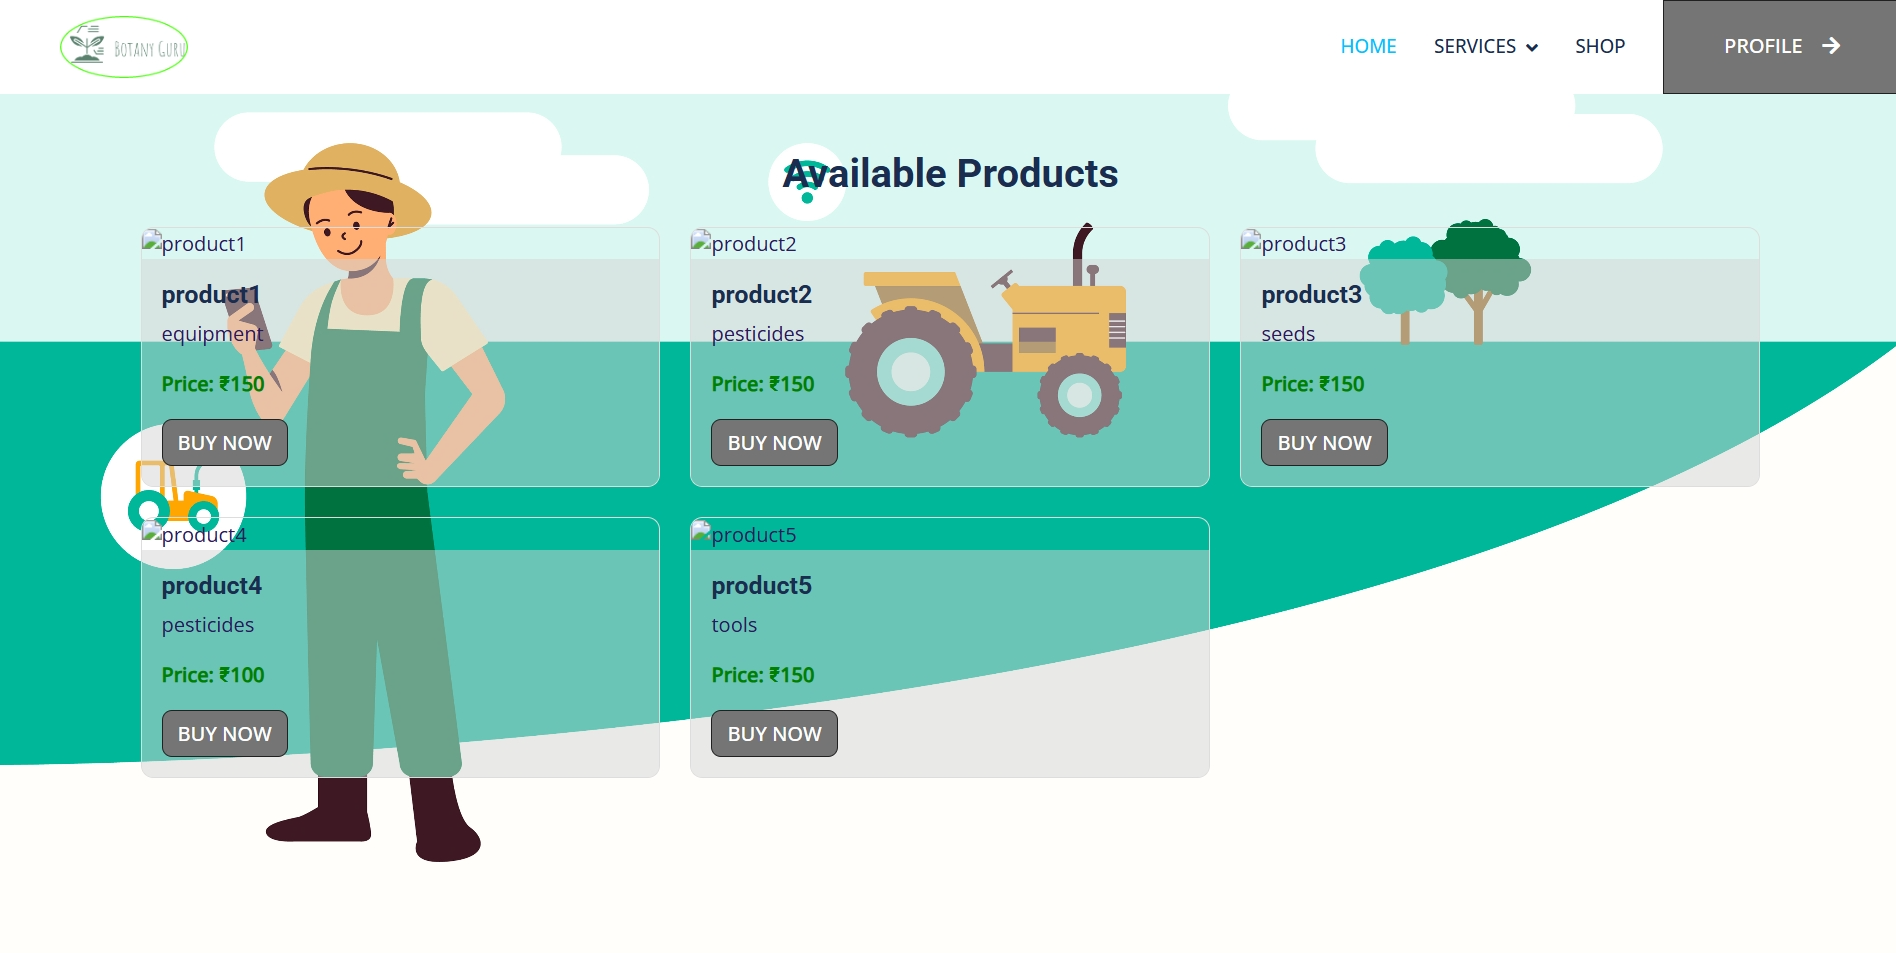 Botany Guru
HOME
SERVICES
SHOP
PROFILE
Available Products
product1
product1
equipment
Price: ₹150
BUY NOW
product2
product2
pesticides
Price: ₹150
BUY NOW
product3
product3
seeds
Price: ₹150
BUY NOW
product4
product4
pesticides
Price: ₹100
BUY NOW
product5
product5
tools
Price: ₹150
BUY NOW